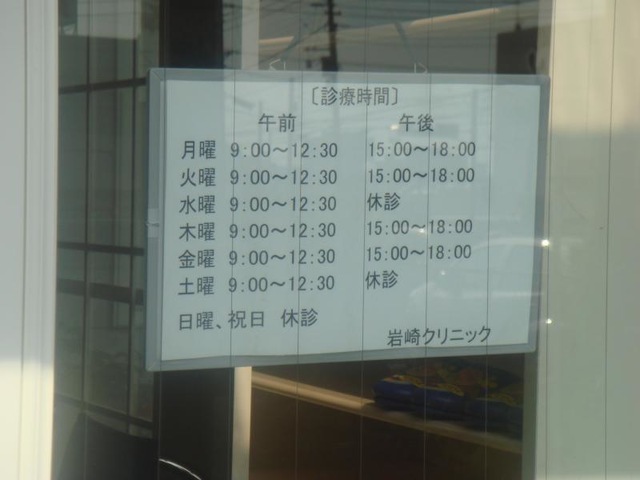 〔診療時間〕
午前 午後
月曜 9:00～12:30 15:00～18:00
火曜 9:00～12:30 15:00～18:00
水曜 9:00～12:30 休診
木曜 9:00～12:30 15:00～18:00
金曜 9:00～12:30 15:00～18:00
土曜 9:00～12:30 休診
日曜、祝日 休診
岩崎クリニック